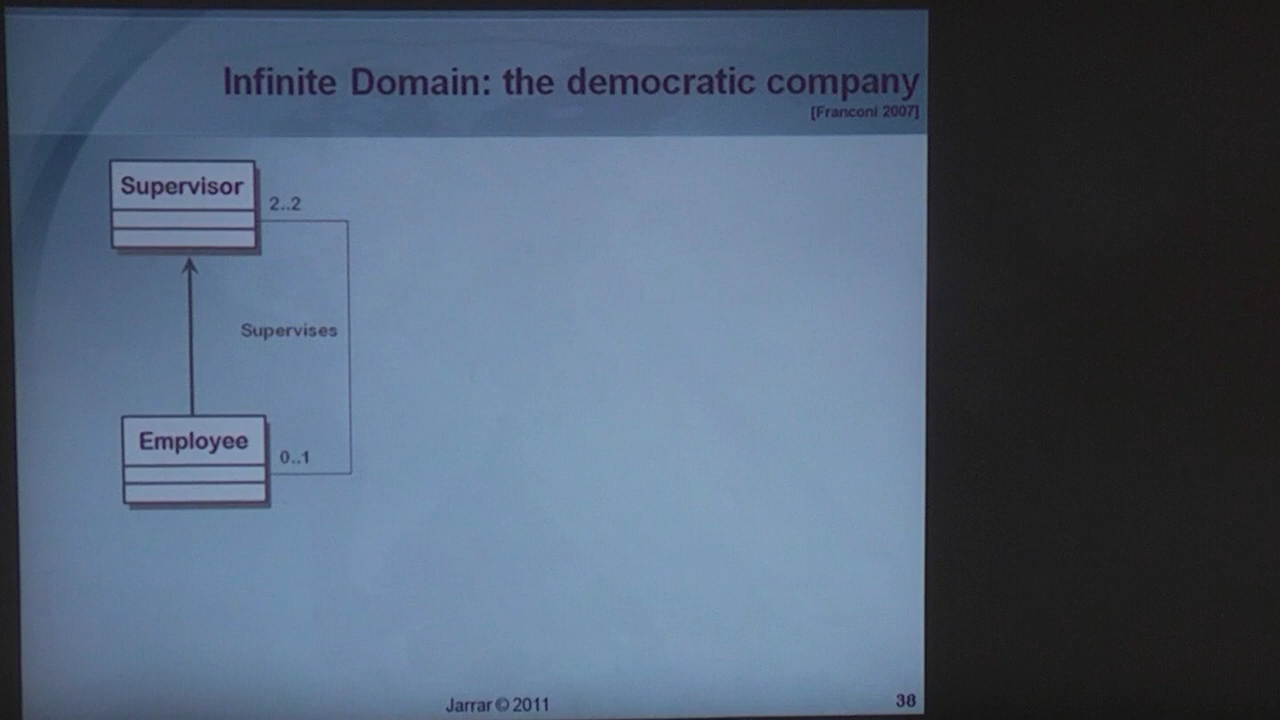 Infinite Domain: the democratic company
[Franconi 2007]
Supervisor
2..2
Supervises
Employee
0..1
Jarrar © 2011
38